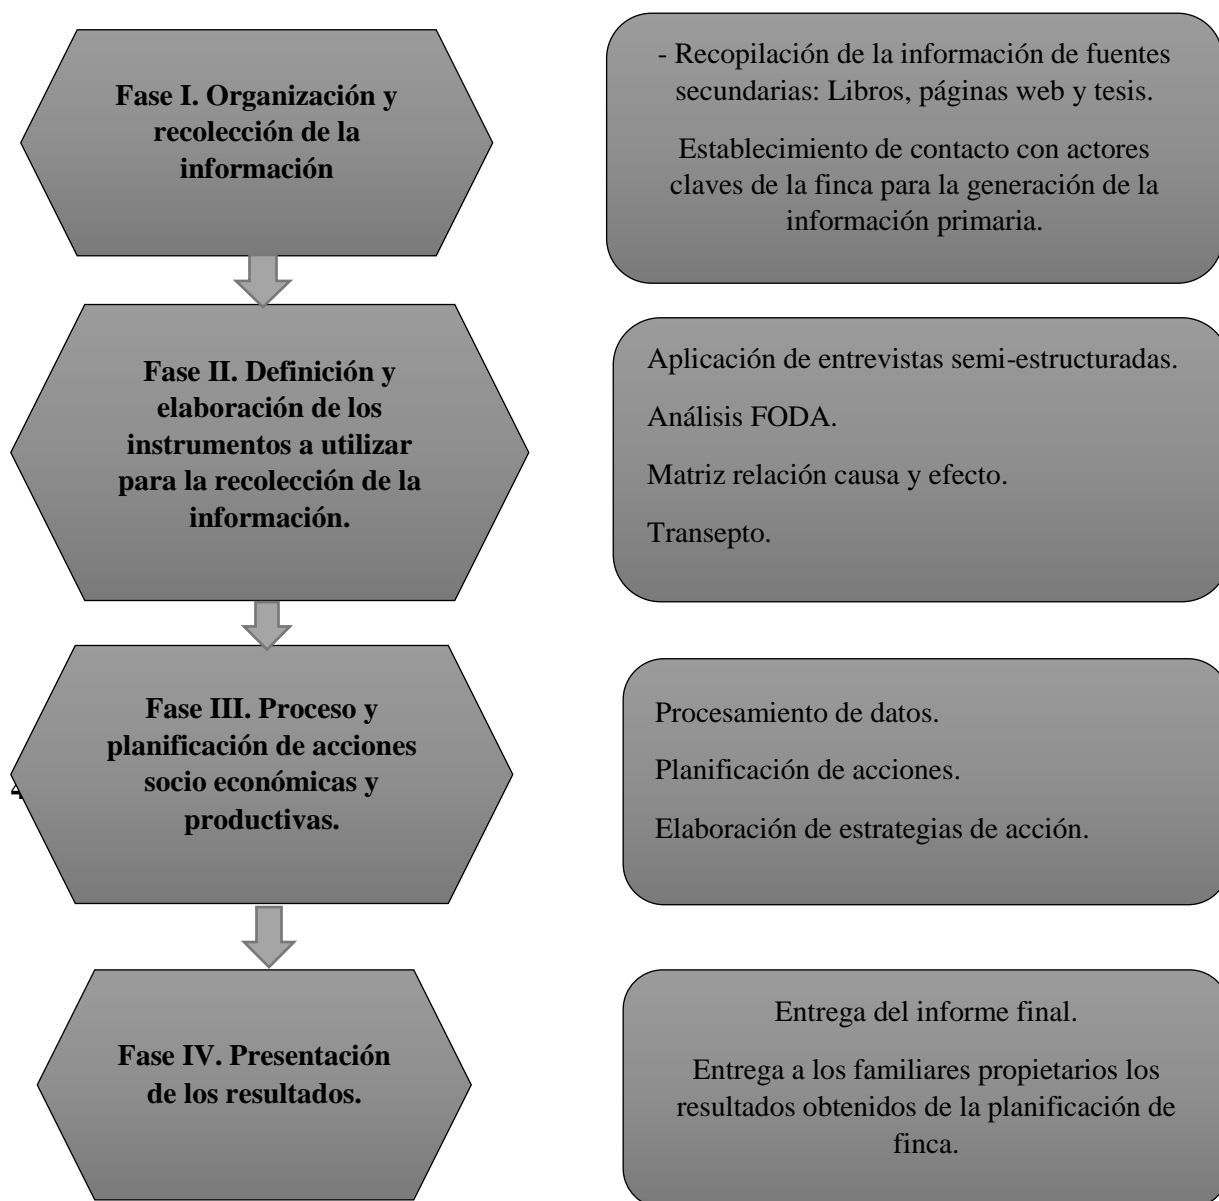 Fase I. Organización y
recolección de la
información
- Recopilación de la información de fuentes
secundarias: Libros, páginas web y tesis.
Establecimiento de contacto con actores
claves de la finca para la generación de la
información primaria.
Fase II. Definición y
elaboración de los
instrumentos a utilizar
para la recolección de la
información.
Aplicación de entrevistas semi-estructuradas.
Análisis FODA.
Matriz relación causa y efecto.
Transepto.
Fase III. Proceso y
planificación de acciones
socio económicas y
productivas.
Procesamiento de datos.
Planificación de acciones.
Elaboración de estrategias de acción.
Fase IV. Presentación
de los resultados.
Entrega del informe final.
Entrega a los familiares propietarios los
resultados obtenidos de la planificación de
finca.